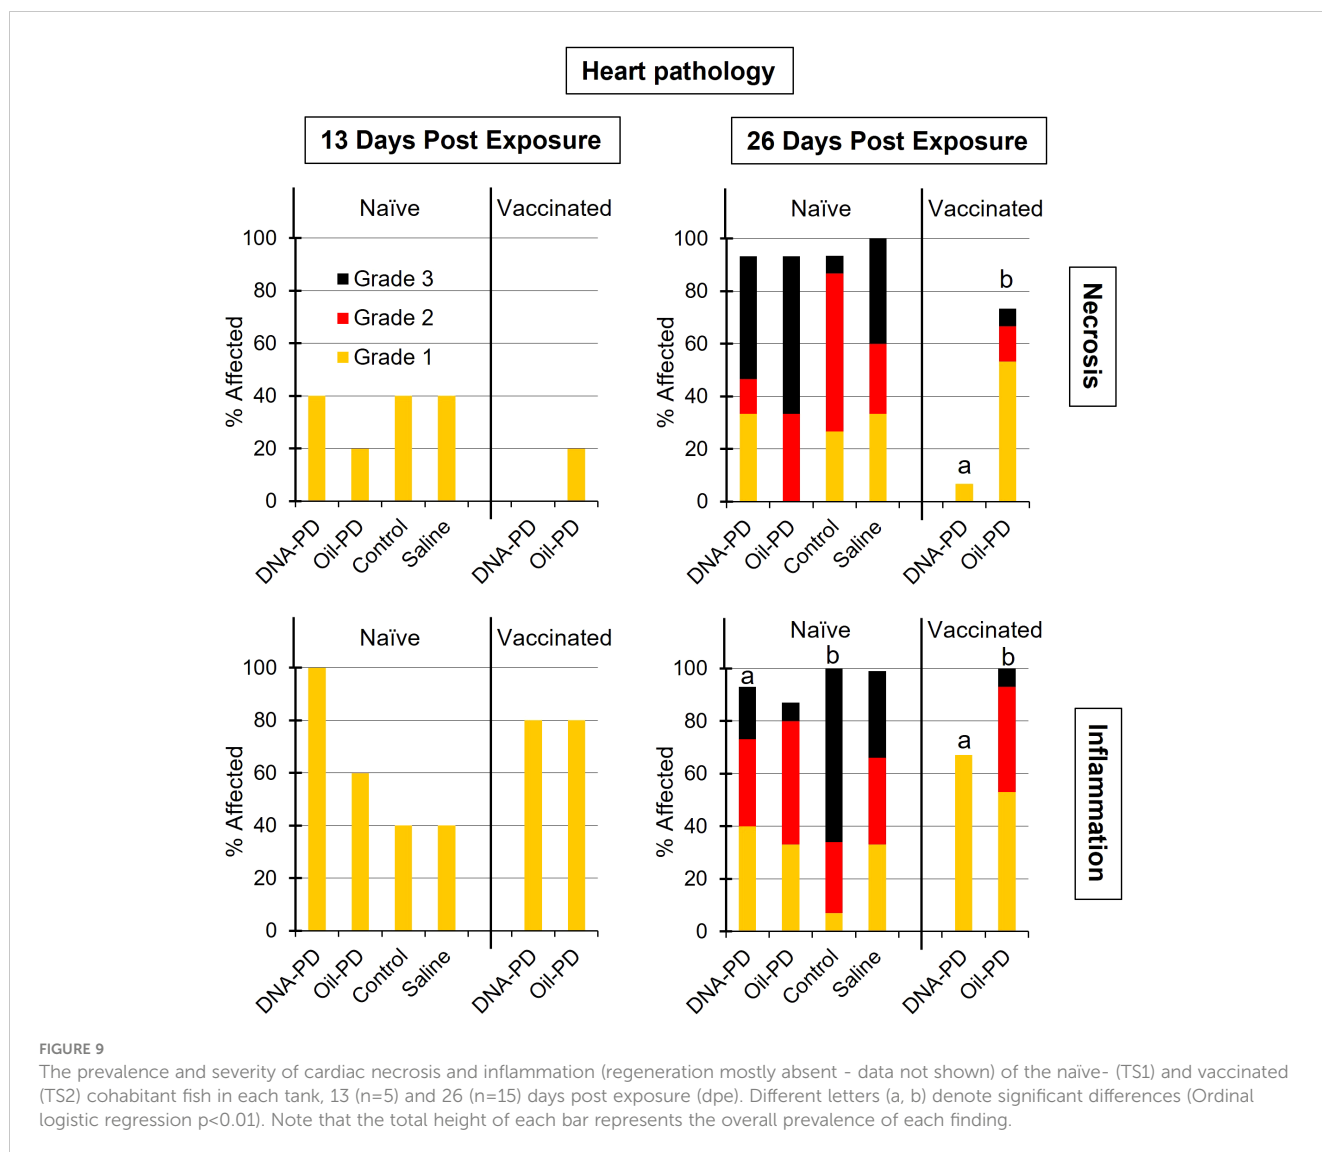 Heart pathology
13 Days Post Exposure
26 Days Post Exposure
Naïve
Vaccinated
100
80
60
40
20
0
% Affected
Grade 3
Grade 2
Grade 1
DNA-PD
Oil-PD
Control
Saline
DNA-PD
Oil-PD
Naïve
Vaccinated
100
80
60
40
20
0
% Affected
a
b
DNA-PD
Oil-PD
Control
Saline
DNA-PD
Oil-PD
Necrosis
Naïve
Vaccinated
100
80
60
40
20
0
% Affected
DNA-PD
Oil-PD
Control
Saline
DNA-PD
Oil-PD
Naïve
Vaccinated
100
80
60
40
20
0
% Affected
a
b
a
b
DNA-PD
Oil-PD
Control
Saline
DNA-PD
Oil-PD
Inflammation
FIGURE 9
The prevalence and severity of cardiac necrosis and inflammation (regeneration mostly absent - data not shown) of the naïve- (TS1) and vaccinated
(TS2) cohabitant fish in each tank, 13 (n=5) and 26 (n=15) days post exposure (dpe). Different letters (a, b) denote significant differences (Ordinal
logistic regression p<0.01). Note that the total height of each bar represents the overall prevalence of each finding.